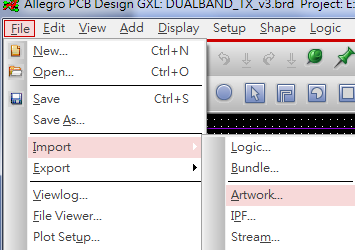 Allegro PCB Design GXL: DUALBAND_TX_v3.brd Project: E:
File Edit View Add Display Setup Shape Logic
New... Ctrl+N
Open... Ctrl+O
Save Ctrl+S
Save As...
Import
Export
Viewlog...
File Viewer...
Plot Setup...
Logic...
Bundle...
Artwork...
IPF...
Stream...